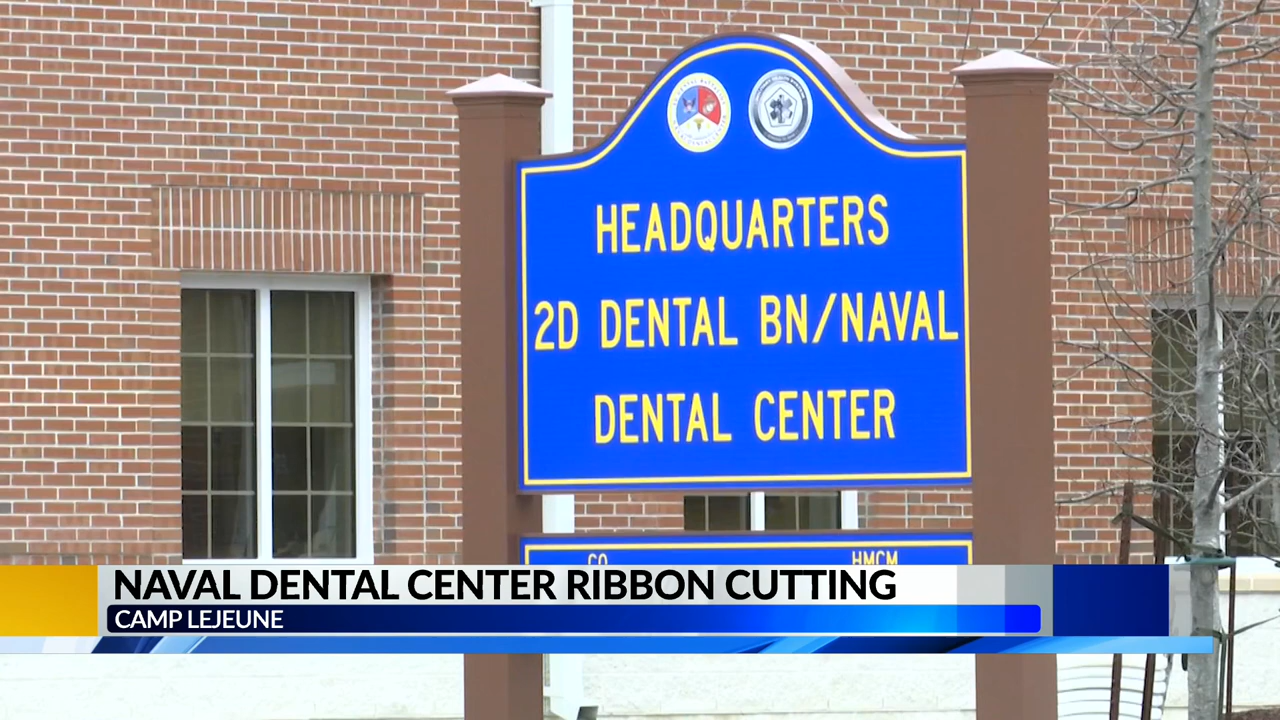 HEADQUARTERS
2D DENTAL BN/NAVAL
DENTAL CENTER
CO HMCM
NAVAL DENTAL CENTER RIBBON CUTTING
CAMP LEJEUNE